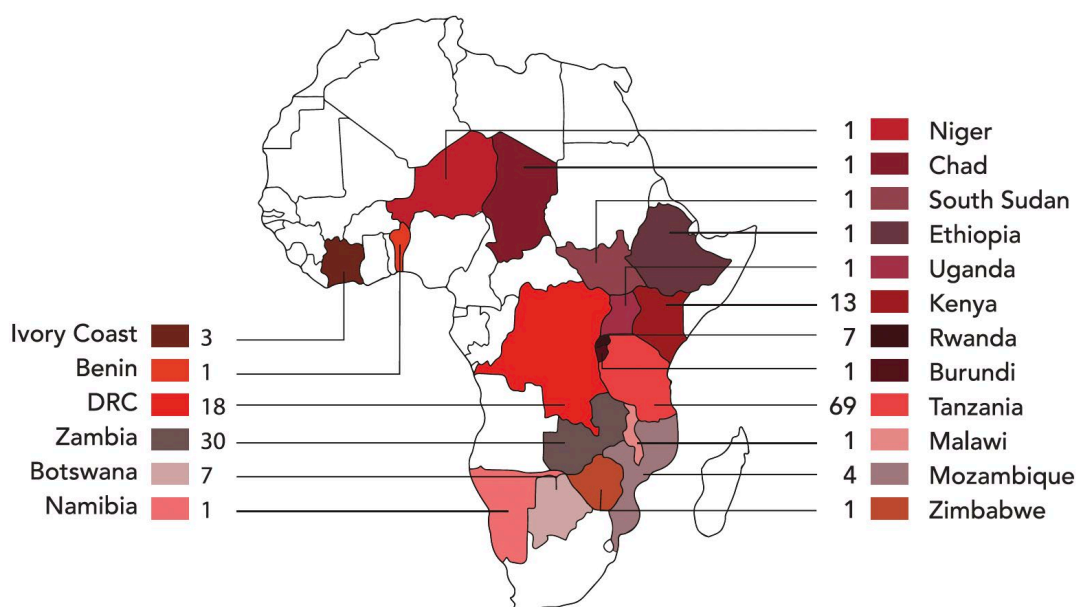 1 Niger
1 Chad
1 South Sudan
1 Ethiopia
1 Uganda
13 Kenya
7 Rwanda
1 Burundi
69 Tanzania
1 Malawi
4 Mozambique
1 Zimbabwe
Ivory Coast 3
Benin 1
DRC 18
Zambia 30
Botswana 7
Namibia 1